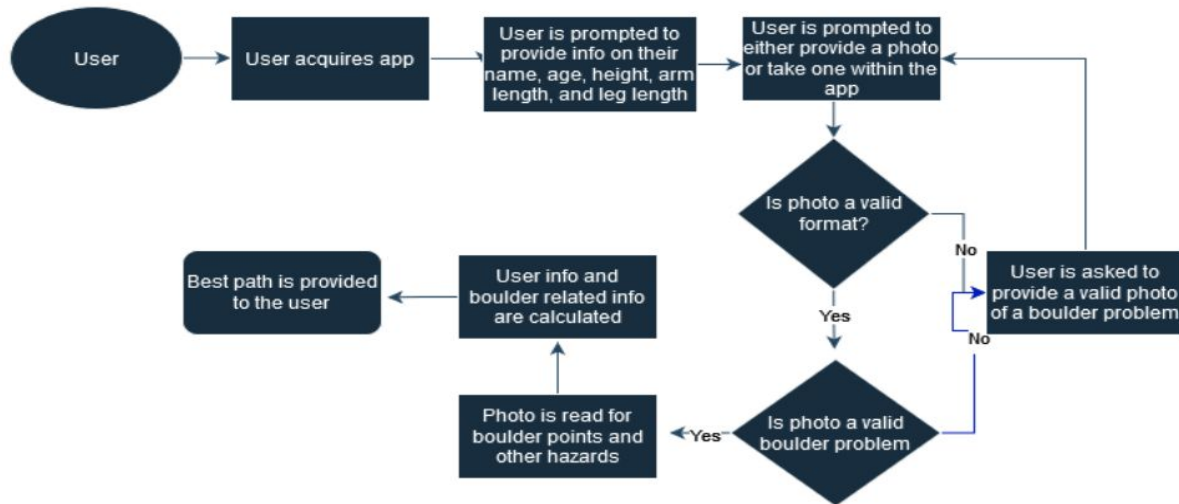 User
User acquires app
User is prompted to
provide info on their
name, age, height, arm
length, and leg length
User is prompted to
either provide a photo
or take one within the
app
Is photo a valid
format?
No
User is asked to
provide a valid photo
of a boulder problem
No
Yes
Is photo a valid
boulder problem
Yes
Photo is read for
boulder points and
other hazards
User info and
boulder related info
are calculated
Best path is provided
to the user